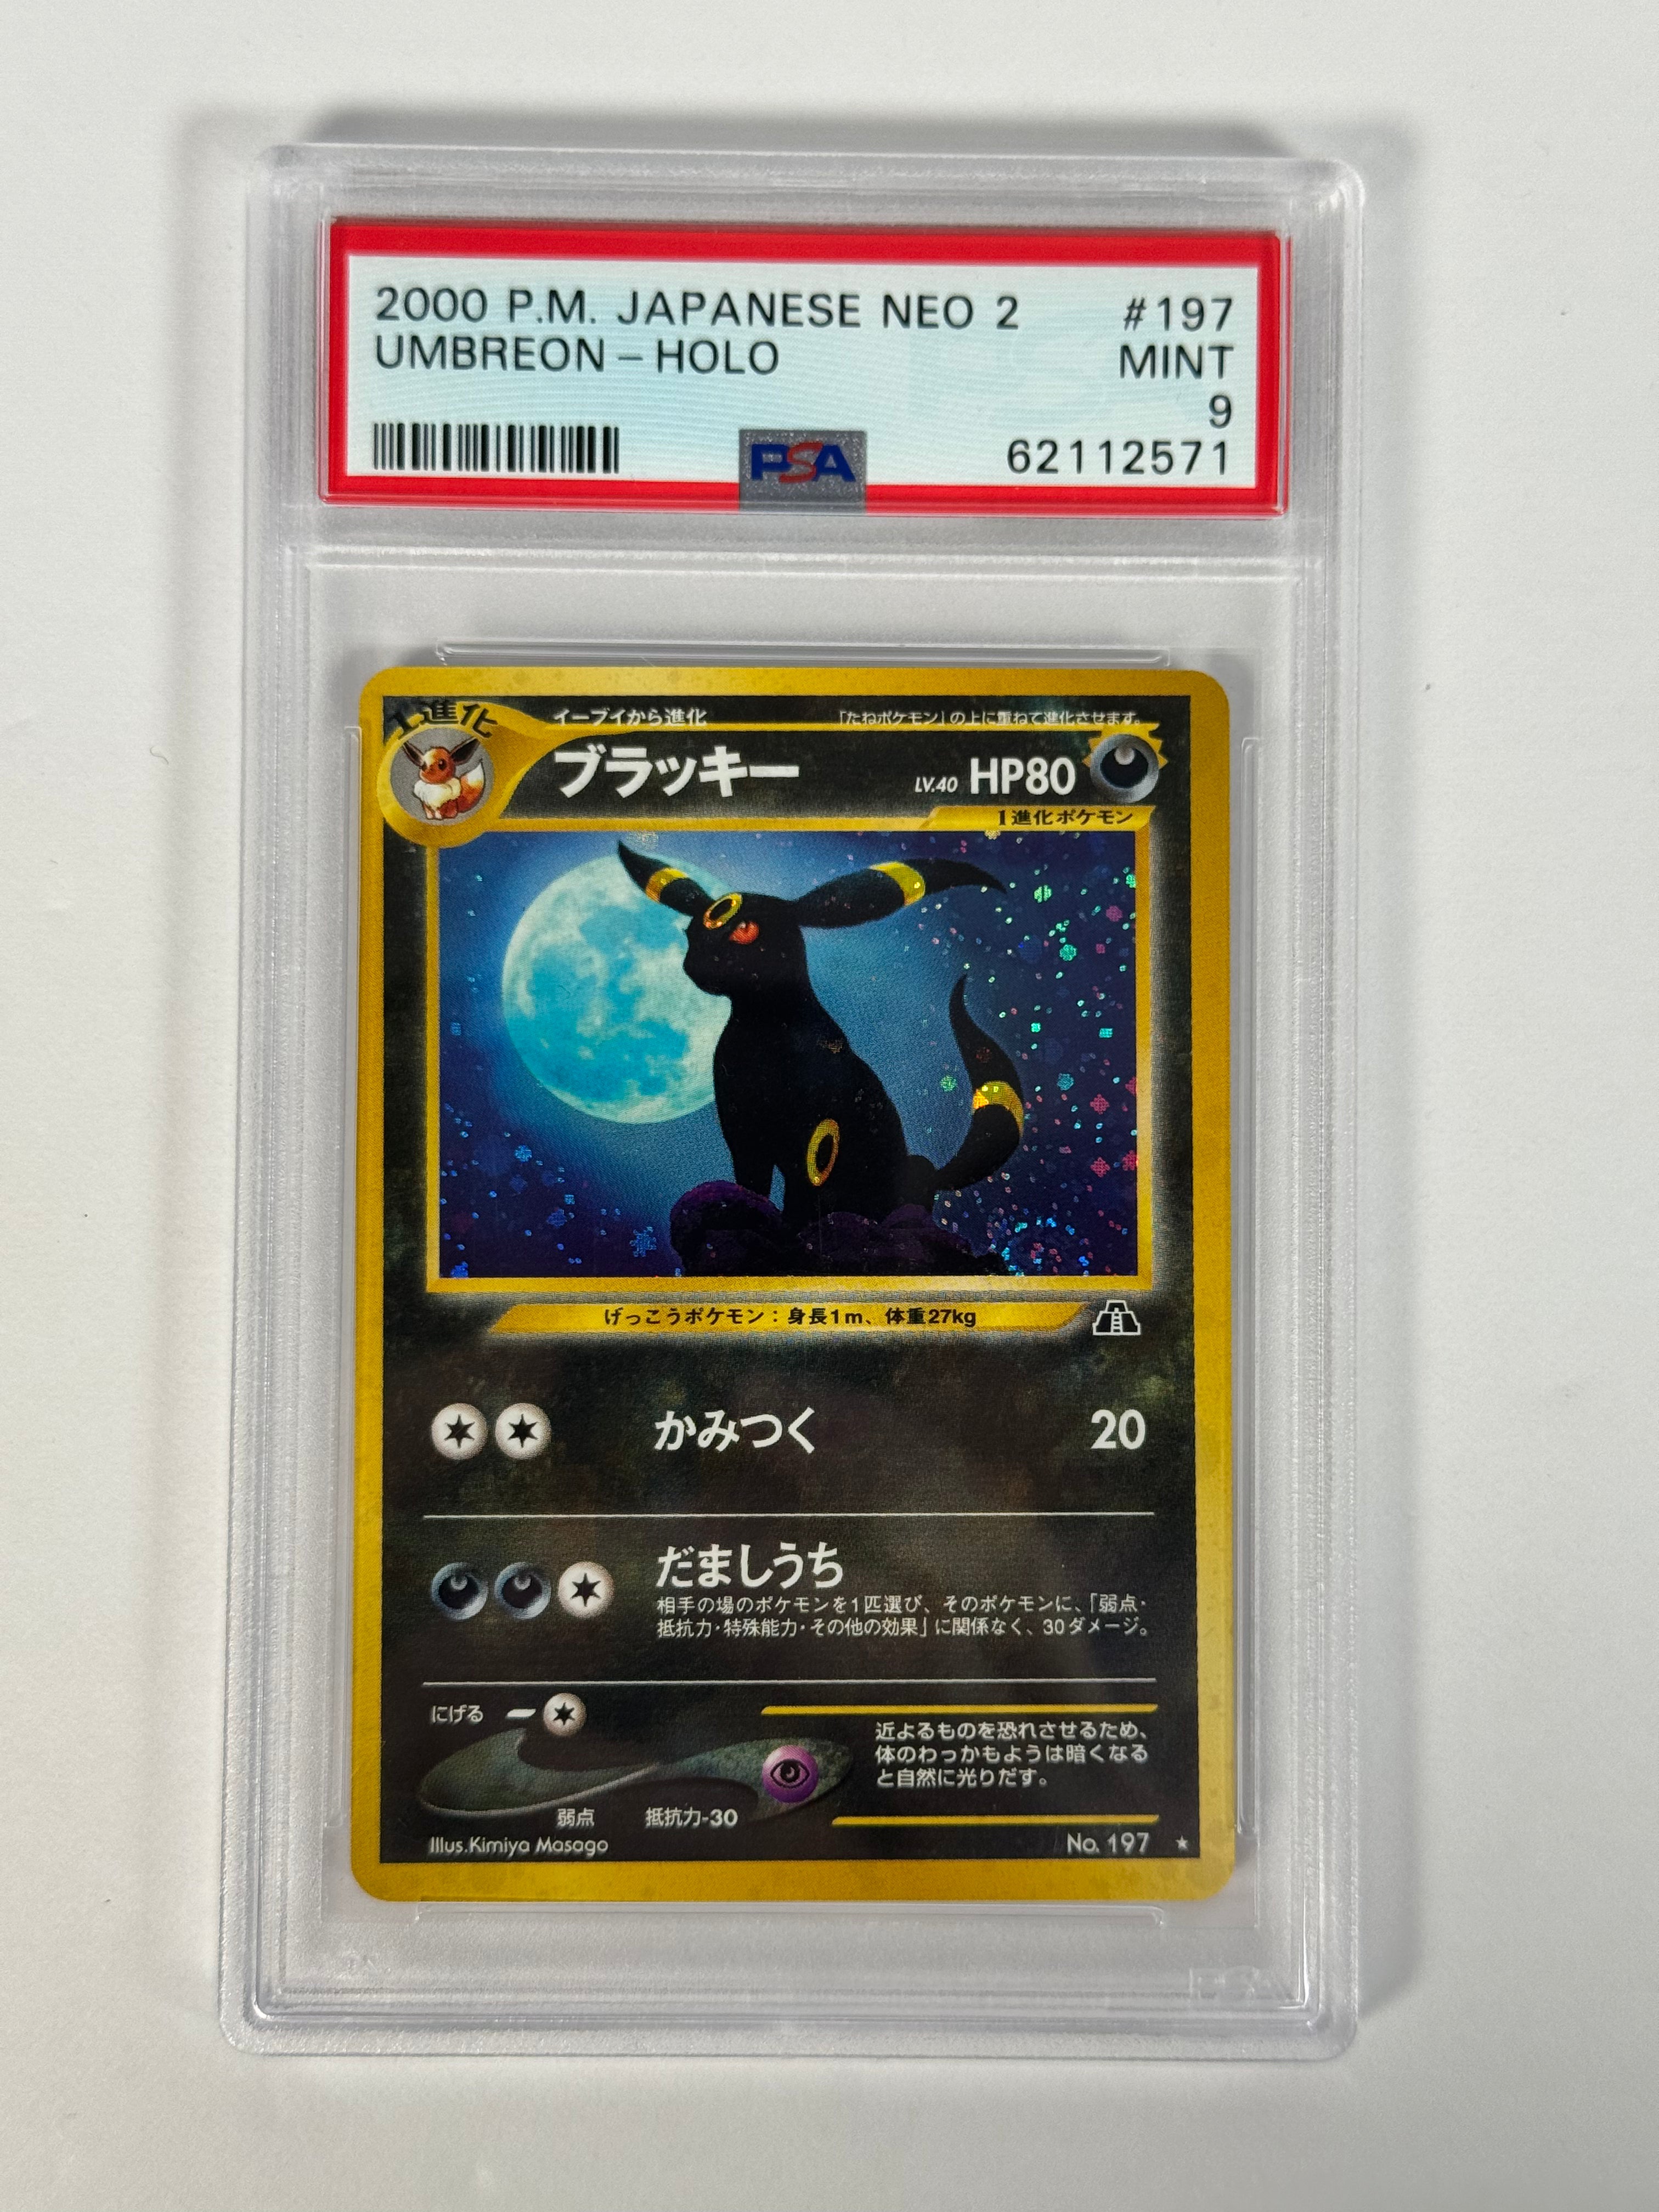 2000 P.M. JAPANESE NEO 2 #197
UMBREON - HOLO MINT
9
PSA 62112571
1進化
イーブイから進化 「たねポケモン」の上に重ねて進化させます。
ブラッキー LV.40 HP80
1進化ポケモン
げっこうポケモン：身長1m、体重27kg
かみつく 20
だましうち
相手の場のポケモンを1匹選び、そのポケモンに、「弱点・
抵抗力・特殊能力・その他の効果」に関係なく、30ダメージ。
にげる
近よるものを恐れさせるため、
体のわっかもようは暗くなる
と自然に光りだす。
弱点 抵抗力-30
Illus.Kimiya Masago No. 197 ★
PSA